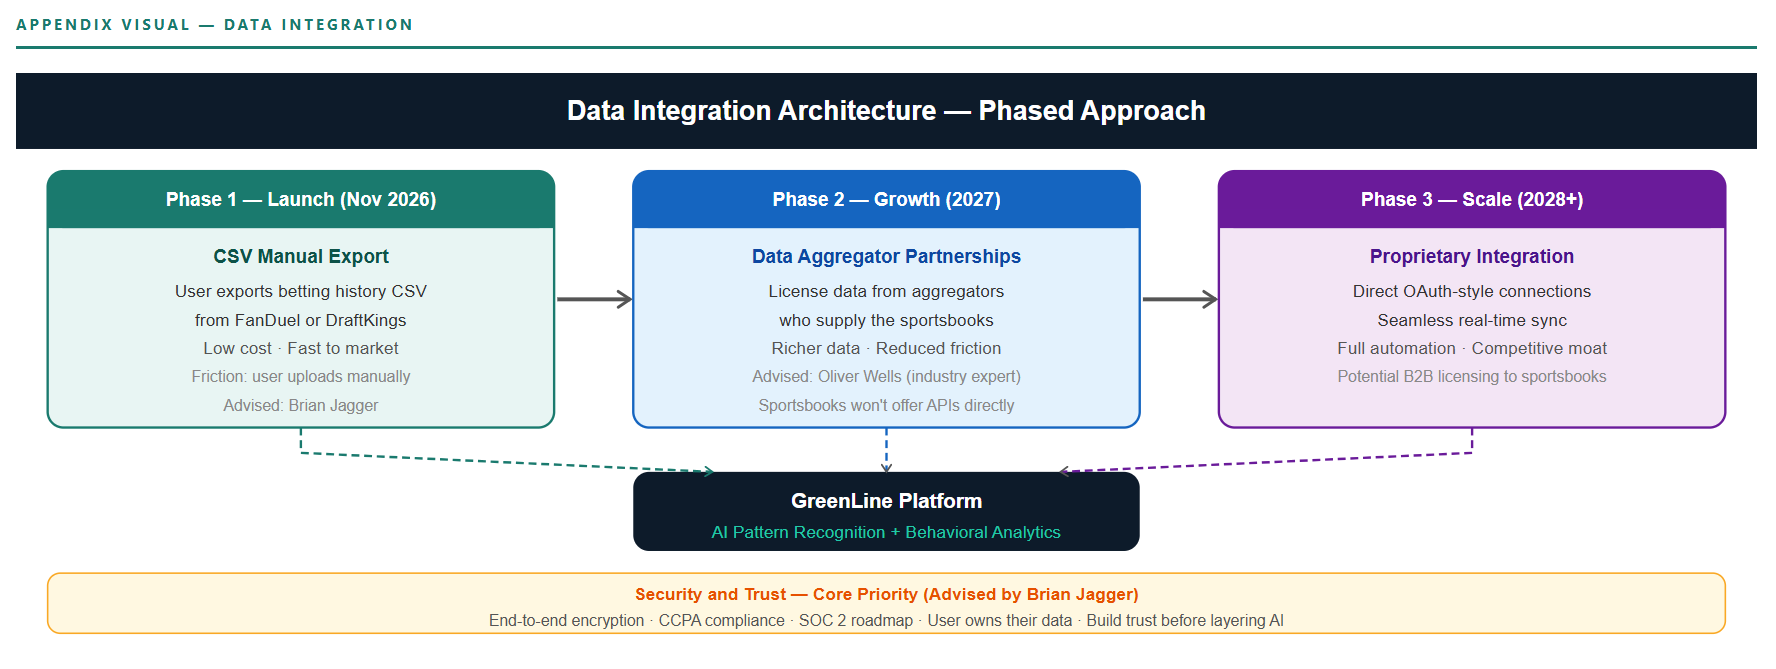 APPENDIX VISUAL — DATA INTEGRATION
Data Integration Architecture — Phased Approach
Phase 1 — Launch (Nov 2026)
CSV Manual Export
User exports betting history CSV
from FanDuel or DraftKings
Low cost · Fast to market
Friction: user uploads manually
Advised: Brian Jagger
Phase 2 — Growth (2027)
Data Aggregator Partnerships
License data from aggregators
who supply the sportsbooks
Richer data · Reduced friction
Advised: Oliver Wells (industry expert)
Sportsbooks won't offer APIs directly
Phase 3 — Scale (2028+)
Proprietary Integration
Direct OAuth-style connections
Seamless real-time sync
Full automation · Competitive moat
Potential B2B licensing to sportsbooks
GreenLine Platform
AI Pattern Recognition + Behavioral Analytics
Security and Trust — Core Priority (Advised by Brian Jagger)
End-to-end encryption · CCPA compliance · SOC 2 roadmap · User owns their data · Build trust before layering AI